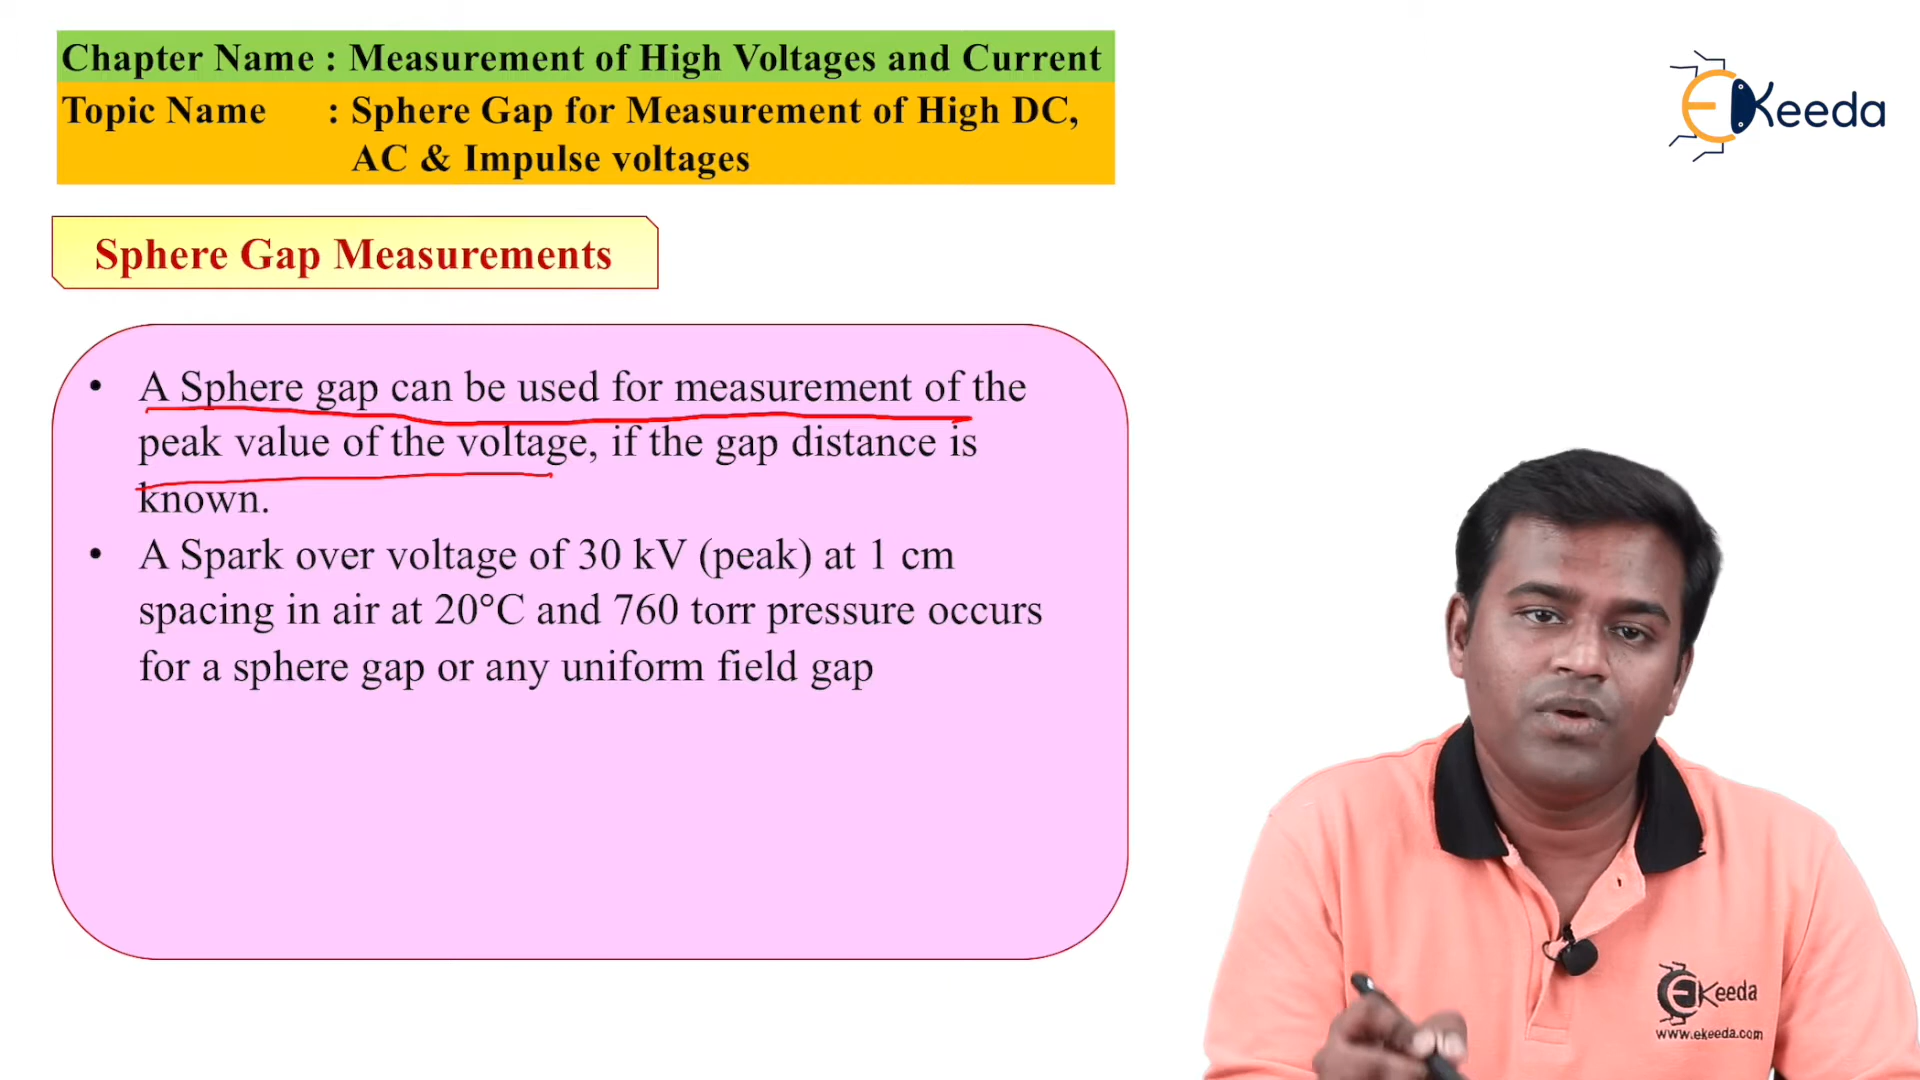 Chapter Name : Measurement of High Voltages and Current
Topic Name : Sphere Gap for Measurement of High DC,
AC & Impulse voltages
EKeeda
Sphere Gap Measurements
• A Sphere gap can be used for measurement of the
peak value of the voltage, if the gap distance is
known.
• A Spark over voltage of 30 kV (peak) at 1 cm
spacing in air at 20°C and 760 torr pressure occurs
for a sphere gap or any uniform field gap
EKeeda
www.ekeeda.com